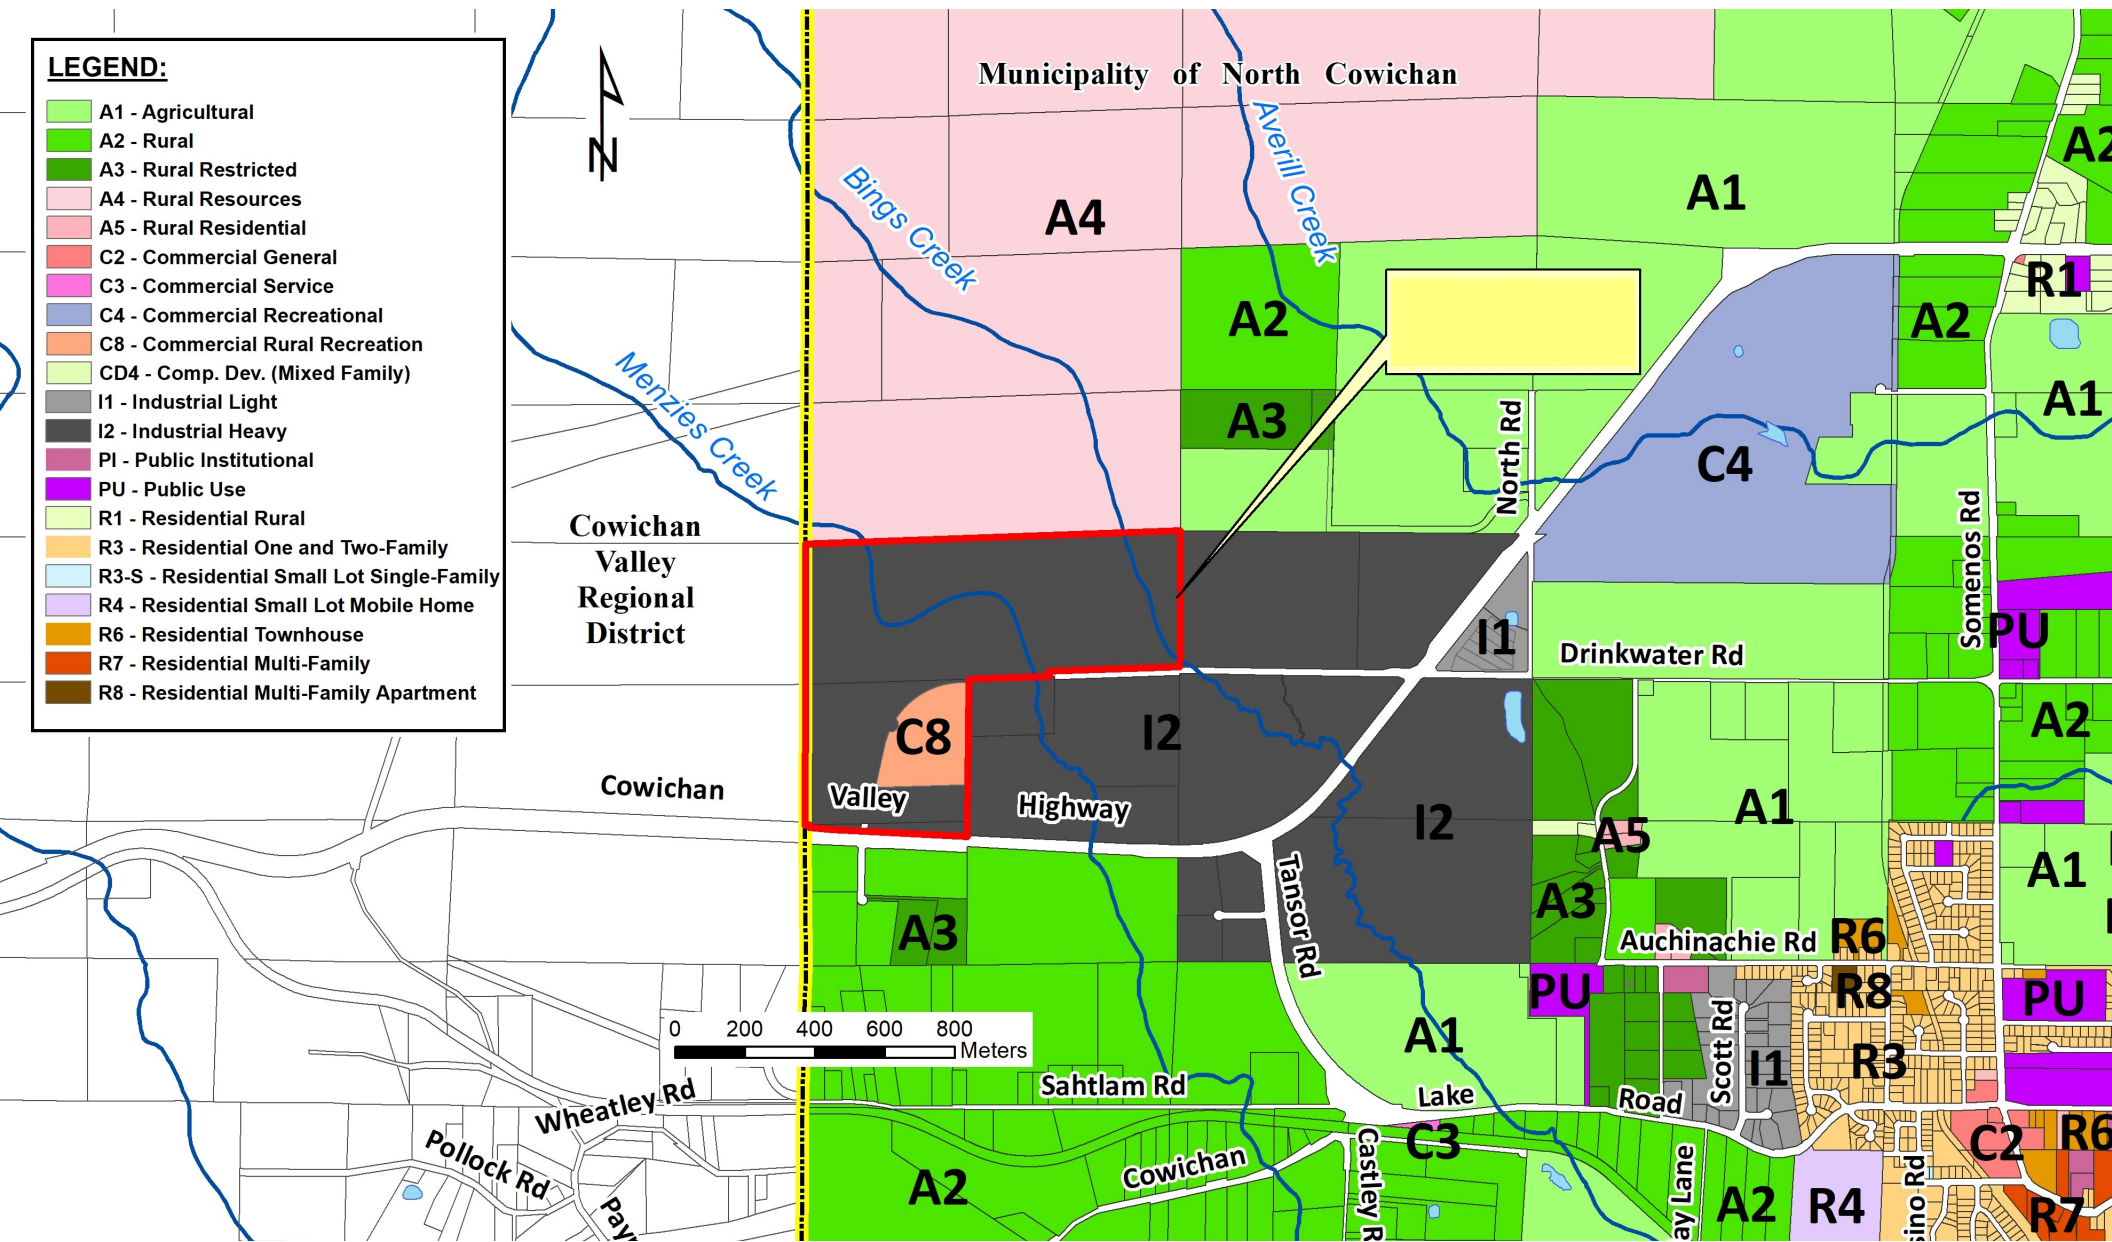 LEGEND:
A1 - Agricultural
A2 - Rural
A3 - Rural Restricted
A4 - Rural Resources
A5 - Rural Residential
C2 - Commercial General
C3 - Commercial Service
C4 - Commercial Recreational
C8 - Commercial Rural Recreation
CD4 - Comp. Dev. (Mixed Family)
I1 - Industrial Light
I2 - Industrial Heavy
PI - Public Institutional
PU - Public Use
R1 - Residential Rural
R3 - Residential One and Two-Family
R3-S - Residential Small Lot Single-Family
R4 - Residential Small Lot Mobile Home
R6 - Residential Townhouse
R7 - Residential Multi-Family
R8 - Residential Multi-Family Apartment
N
Municipality of North Cowichan
Averill Creek
Bings Creek
Menzies Creek
A4
A1
A2
A2
R1
A2
A3
A1
North Rd
C4
Somenos Rd
Cowichan
Valley
Regional
District
I1
Drinkwater Rd
PU
C8
I2
A2
Cowichan
Valley
Highway
I2
A1
A5
A1
Tansor Rd
A3
A3
Auchinachie Rd
R6
PU
R8
PU
0 200 400 600 800
Meters
A1
Scott Rd
I1
R3
Sahtlam Rd
Lake
Road
Wheatley Rd
Pollock Rd
C3
C2
R6
Cowichan
Castley R
A2
ay Lane
A2
R4
sino Rd
R7